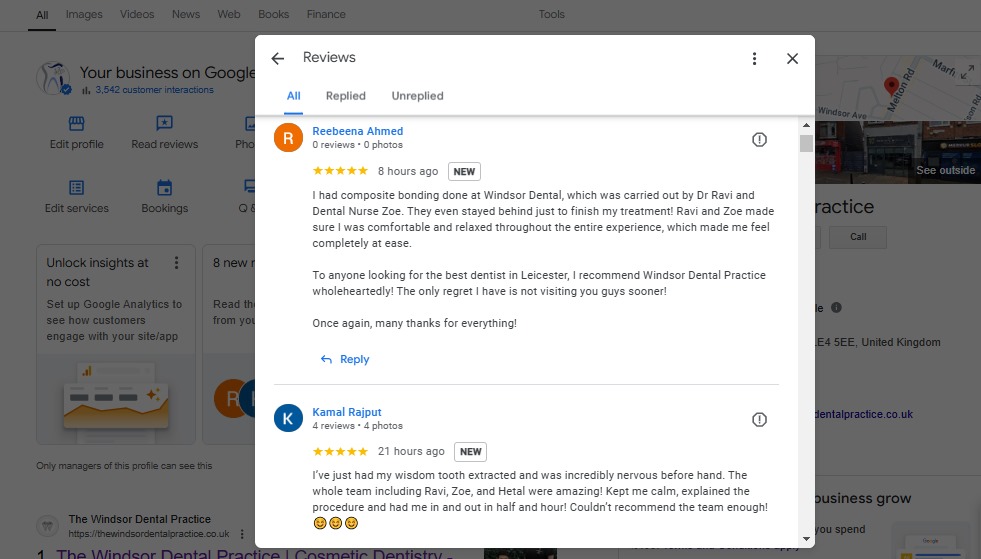 All Images Videos News Web Books Finance Tools
Your business on Google
3,542 customer interactions
Edit profile
Read reviews
Edit services
Bookings
Unlock insights at
no cost
Set up Google Analytics to
see how customers
engage with your site/app
8 new
Read the
from you
R
K
Only managers of this profile can see this
The Windsor Dental Practice
https://thewindsordentalpractice.co.uk
1. The Windsor Dental Practice | Cosmetic Dentistry -
Reviews
All Replied Unreplied
R
Reebeena Ahmed
0 reviews • 0 photos
8 hours ago NEW
I had composite bonding done at Windsor Dental, which was carried out by Dr Ravi and
Dental Nurse Zoe. They even stayed behind just to finish my treatment! Ravi and Zoe made
sure I was comfortable and relaxed throughout the entire experience, which made me feel
completely at ease.
To anyone looking for the best dentist in Leicester, I recommend Windsor Dental Practice
wholeheartedly! The only regret I have is not visiting you guys sooner!
Once again, many thanks for everything!
Reply
K
Kamal Rajput
4 reviews • 4 photos
21 hours ago NEW
I've just had my wisdom tooth extracted and was incredibly nervous before hand. The
whole team including Ravi, Zoe, and Hetal were amazing! Kept me calm, explained the
procedure and had me in and out in half and hour! Couldn't recommend the team enough!
😊😊😊
Melton Rd
Windsor Ave
See outside
ractice
Call
LE4 5EE, United Kingdom
dentalpractice.co.uk
business grow
you spend